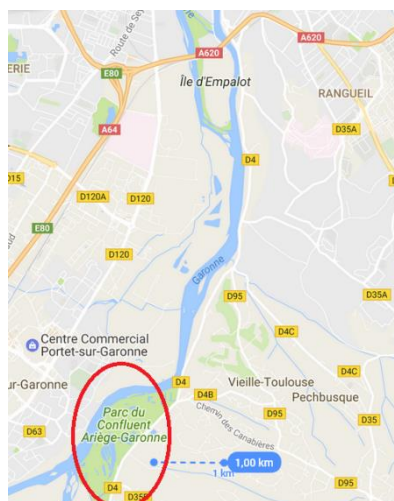 A620
A620
Route de Sey
ERIE
E80
Île d'Empalot
RANGUEIL
A64
D35A
D4
D15
D120A
D120
E80
Garonne
D120
D95
D35A
D4C
Centre Commercial
Portet-sur-Garonne
D4
D4C
ur-Garonne
D4B
Vieille-Toulouse
Pechbusque
Parc du
Confluent
Ariège-Garonne
Chemin des Canabières
D95
D35
D63
D95
1,00 km
1 km
D4
D35B